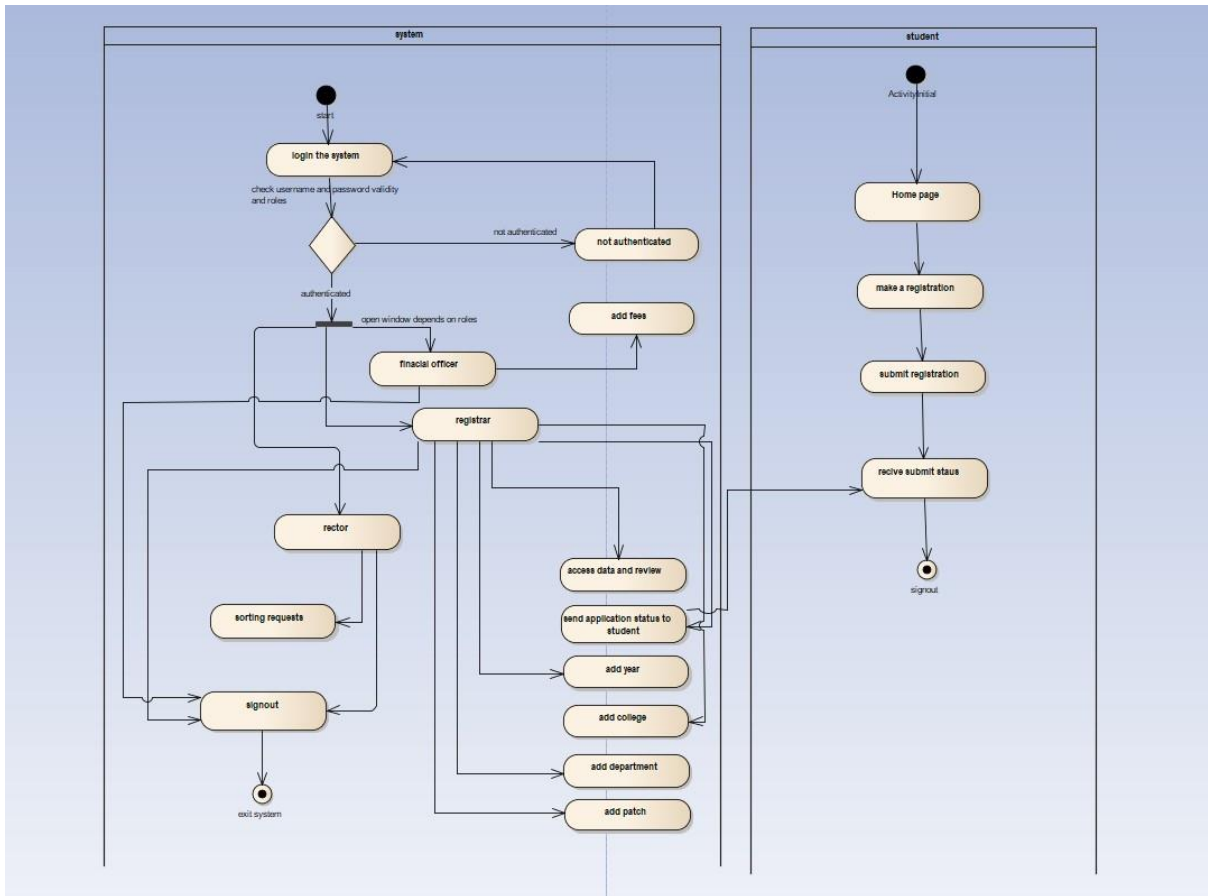 system
start
login the system
check username and password validity
and roles
not authenticated
not authenticated
authenticated
open window depends on roles
add fees
finacial officer
registrar
rector
access data and review
sorting requests
send application status to
student
add year
signout
add college
add department
add patch
exit system
student
ActivityInitial
Home page
make a registration
submit registration
recive submit staus
signout